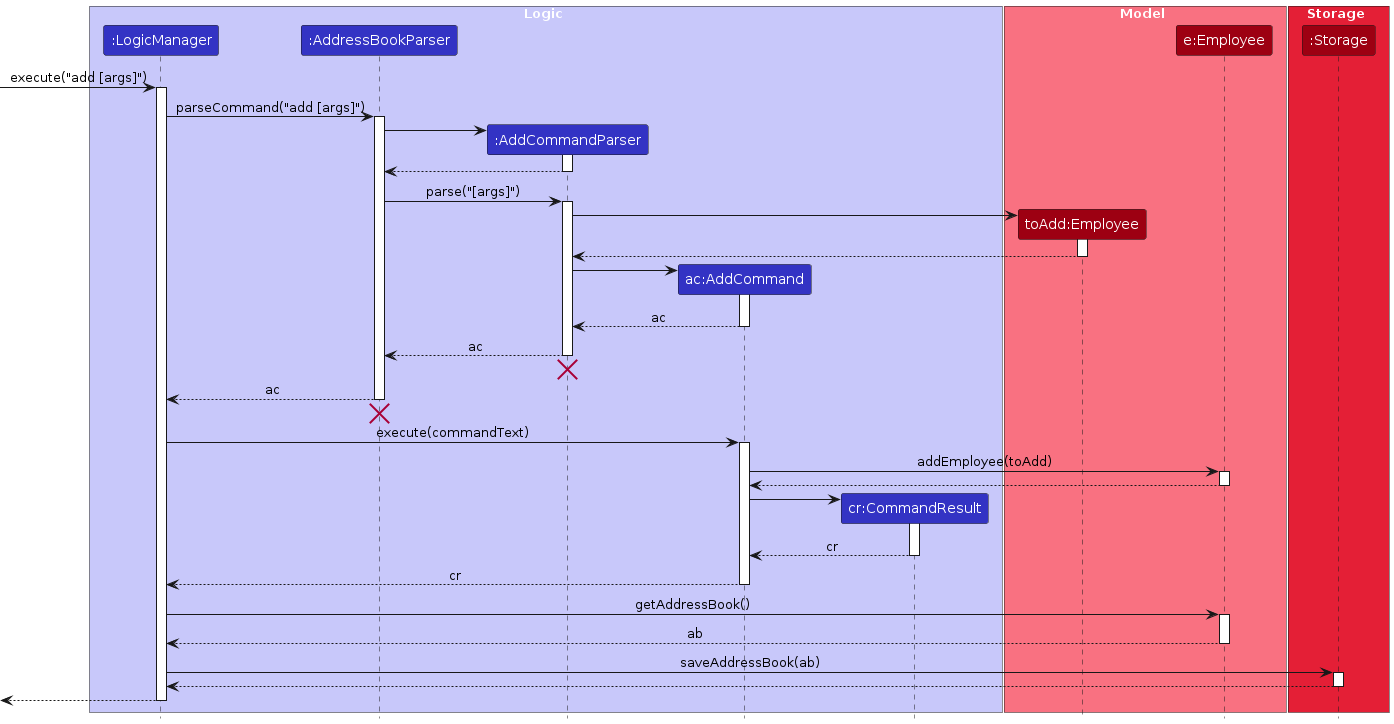 Logic
Model
Storage
:LogicManager
:AddressBookParser
e:Employee
:Storage
execute("add [args]")
parseCommand("add [args]")
:AddCommandParser
parse("[args]")
toAdd:Employee
ac:AddCommand
ac
ac
ac
execute(commandText)
addEmployee(toAdd)
cr:CommandResult
cr
cr
getAddressBook()
ab
saveAddressBook(ab)